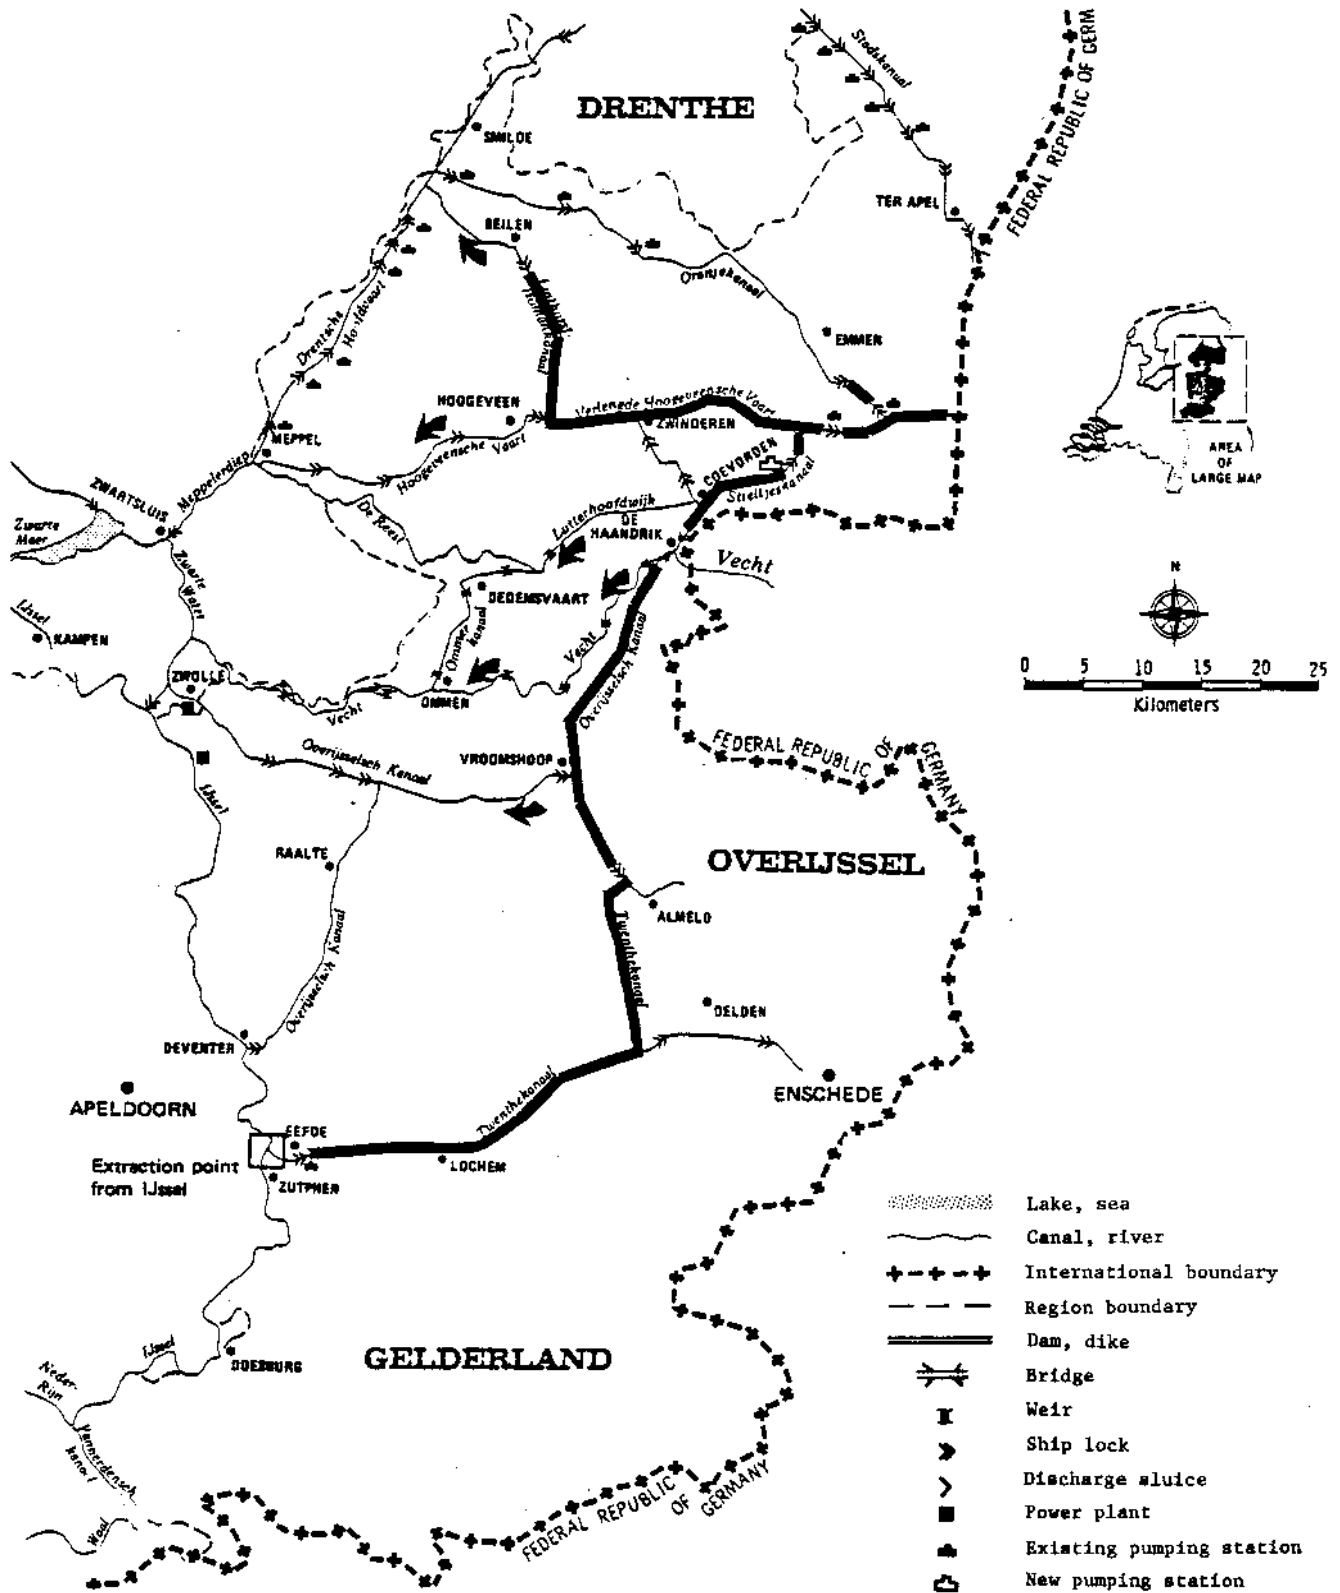 DRENTHE
Stadskanaal
FEDERAL REPUBLIC OF GERM
SMILDE
TER APEL
BEILEN
Oranjekanaal
Drentsche
Hoofdvaart
EMMEN
HOOGEVEEN
Verlengde Hoogeveensche Vaart
ZWINDEREN
MEPPEL
Hoogeveensche Vaart
COEVORDEN
AREA
OF
LARGE MAP
Meppelerdiep
ZWARTSLUIS
Stieltjeskanaal
De Reest
Lutterhoofdwijk
DE
HAANDRIK
Zwarte
Meer
Vecht
Zwarte
Water
N
DEDEMSVAART
IJssel
KAMPEN
Ommer
kanaal
Vecht
Overijsselsch Kanaal
0 5 10 15 20 25
Kilometers
ZWOLLE
OMMEN
Vecht
FEDERAL REPUBLIC OF GERMANY
Overijsselsch Kanaal
VROOMSHOOP
IJssel
RAALTE
OVERIJSSEL
ALMELO
Twenthekanaal
Overijsselsch Kanaal
DELDEN
DEVENTER
ENSCHEDE
APELDOORN
Twenthekanaal
EEFDE
LOCHEM
Extraction point
from IJssel
ZUTPHEN
Lake, sea
Canal, river
International boundary
Region boundary
Dam, dike
Bridge
Weir
Ship lock
Discharge sluice
Power plant
Existing pumping station
New pumping station
IJssel
DOESBURG
GELDERLAND
Neder-
Rijn
Pannerdensch
kanaal
Waal
FEDERAL REPUBLIC OF GERMANY